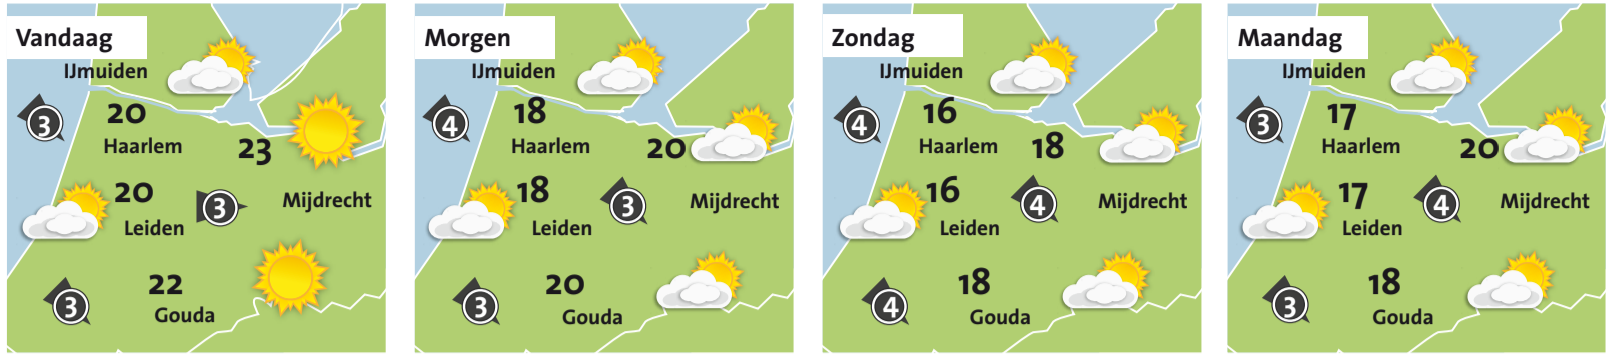 Vandaag
IJmuiden
3
20
Haarlem
23
20
3
Mijdrecht
Leiden
3
22
Gouda
Morgen
IJmuiden
4
18
Haarlem
20
18
3
Mijdrecht
Leiden
3
20
Gouda
Zondag
IJmuiden
4
16
Haarlem
18
16
4
Mijdrecht
Leiden
4
18
Gouda
Maandag
IJmuiden
3
17
Haarlem
20
17
4
Mijdrecht
Leiden
3
18
Gouda